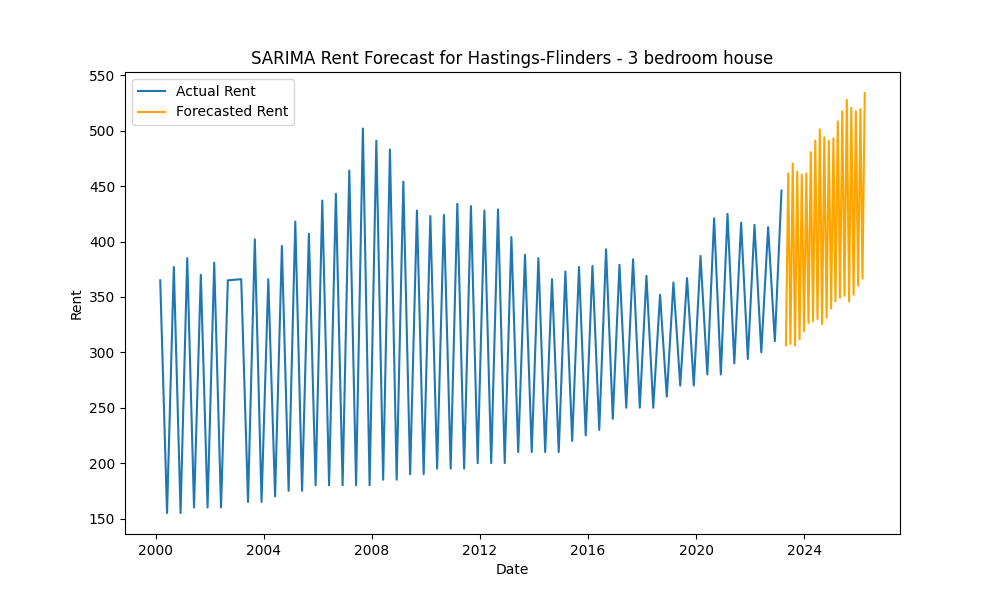 SARIMA Rent Forecast for Hastings-Flinders - 3 bedroom house
Actual Rent
Forecasted Rent
550
500
450
400
350
300
250
200
150
Rent
2000 2004 2008 2012 2016 2020 2024
Date